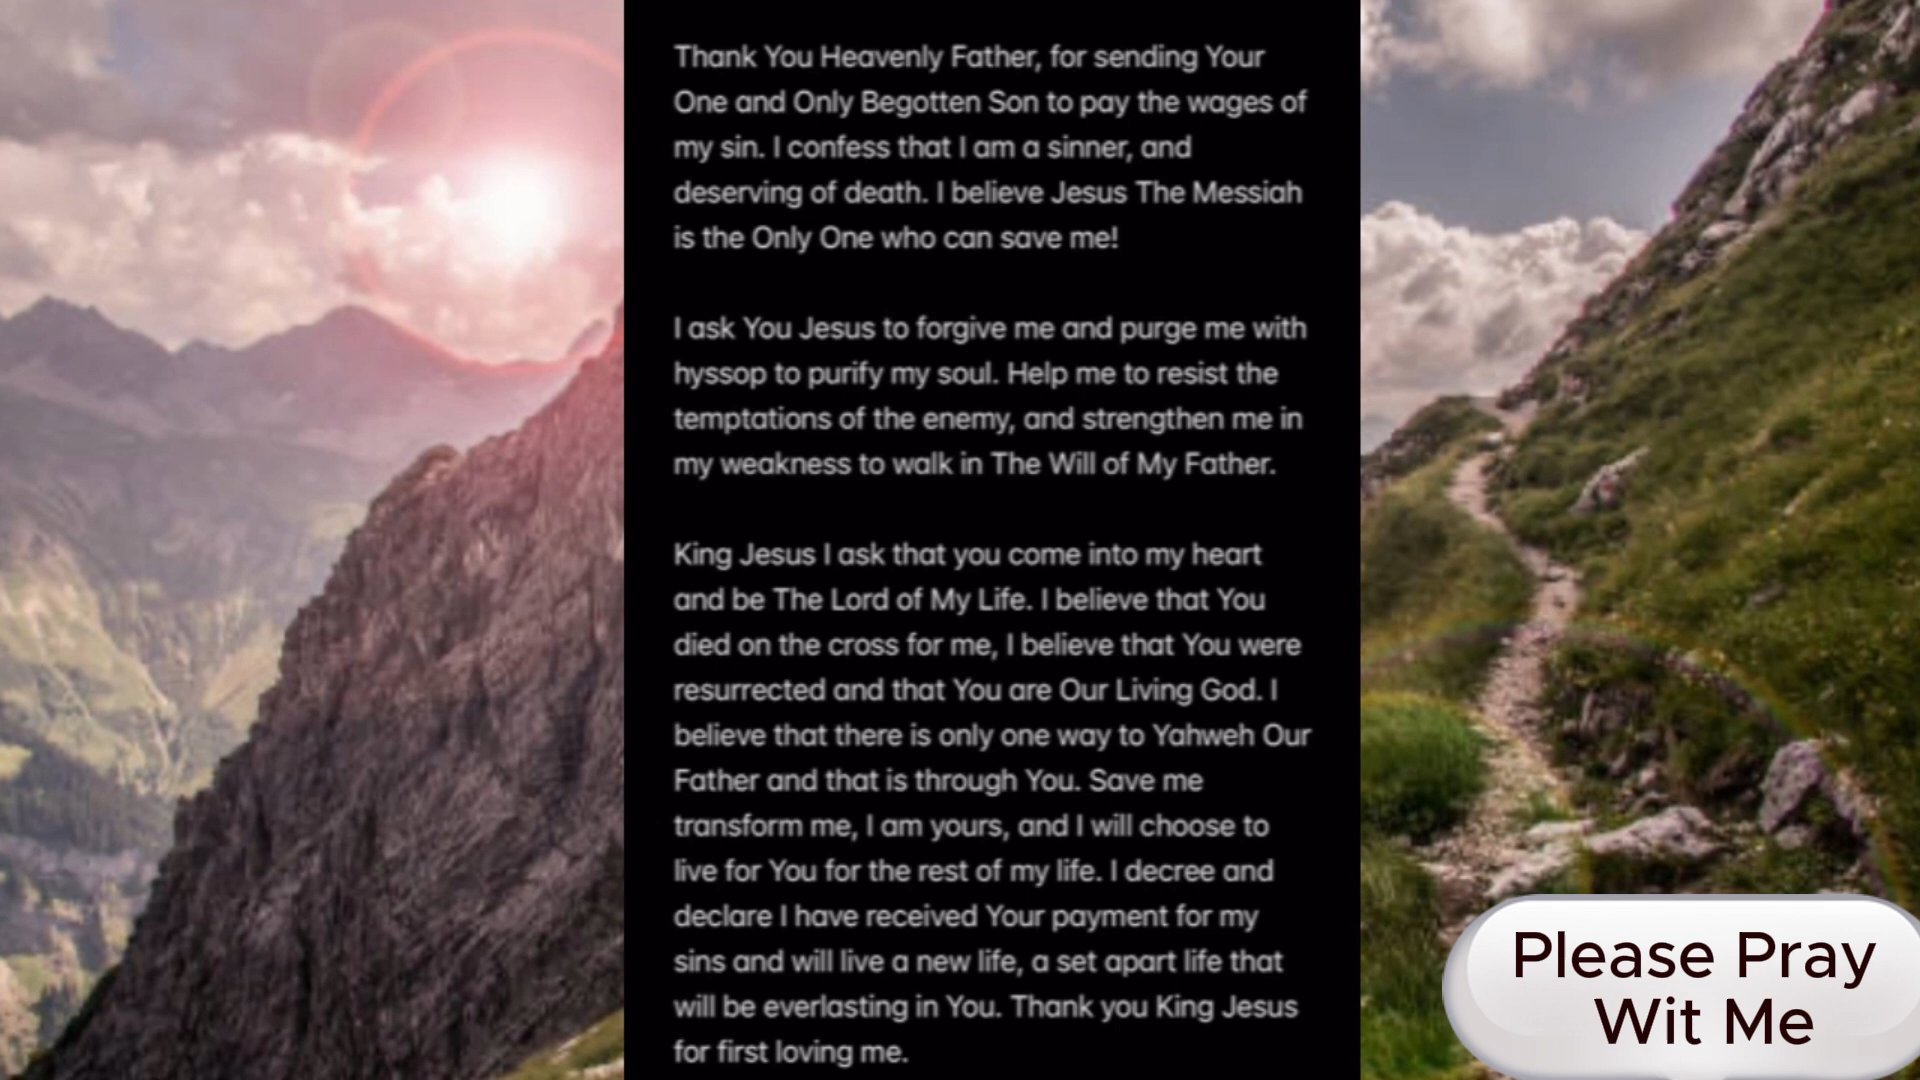 Thank You Heavenly Father, for sending Your
One and Only Begotten Son to pay the wages of
my sin. I confess that I am a sinner, and
deserving of death. I believe Jesus The Messiah
is the Only One who can save me!
I ask You Jesus to forgive me and purge me with
hyssop to purify my soul. Help me to resist the
temptations of the enemy, and strengthen me in
my weakness to walk in The Will of My Father.
King Jesus I ask that you come into my heart
and be The Lord of My Life. I believe that You
died on the cross for me, I believe that You were
resurrected and that You are Our Living God. I
believe that there is only one way to Yahweh Our
Father and that is through You. Save me
transform me, I am yours, and I will choose to
live for You for the rest of my life. I decree and
declare I have received Your payment for my
sins and will live a new life, a set apart life that
will be everlasting in You. Thank you King Jesus
for first loving me.
Please Pray
Wit Me